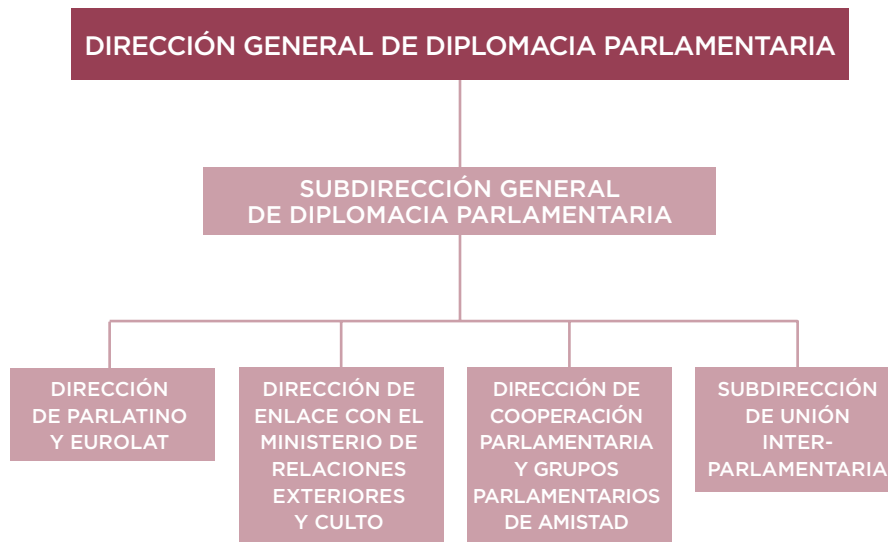 DIRECCIÓN GENERAL DE DIPLOMACIA PARLAMENTARIA
SUBDIRECCIÓN GENERAL
DE DIPLOMACIA PARLAMENTARIA
DIRECCIÓN
DE PARLATINO
Y EUROLAT
DIRECCIÓN DE
ENLACE CON EL
MINISTERIO DE
RELACIONES
EXTERIORES
Y CULTO
DIRECCIÓN DE
COOPERACIÓN
PARLAMENTARIA
Y GRUPOS
PARLAMENTARIOS
DE AMISTAD
SUBDIRECCIÓN
DE UNIÓN
INTER-
PARLAMENTARIA